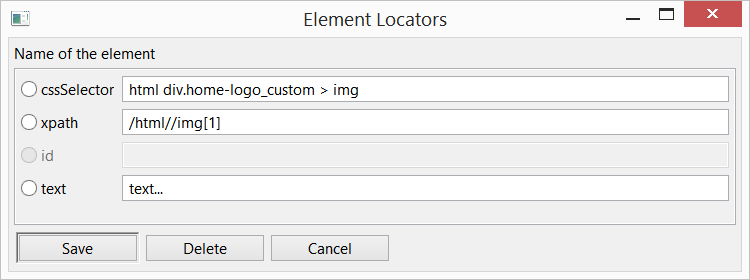 Element Locators
Name of the element
cssSelector html div.home-logo_custom > img
xpath /html//img[1]
id
text text...
Save Delete Cancel